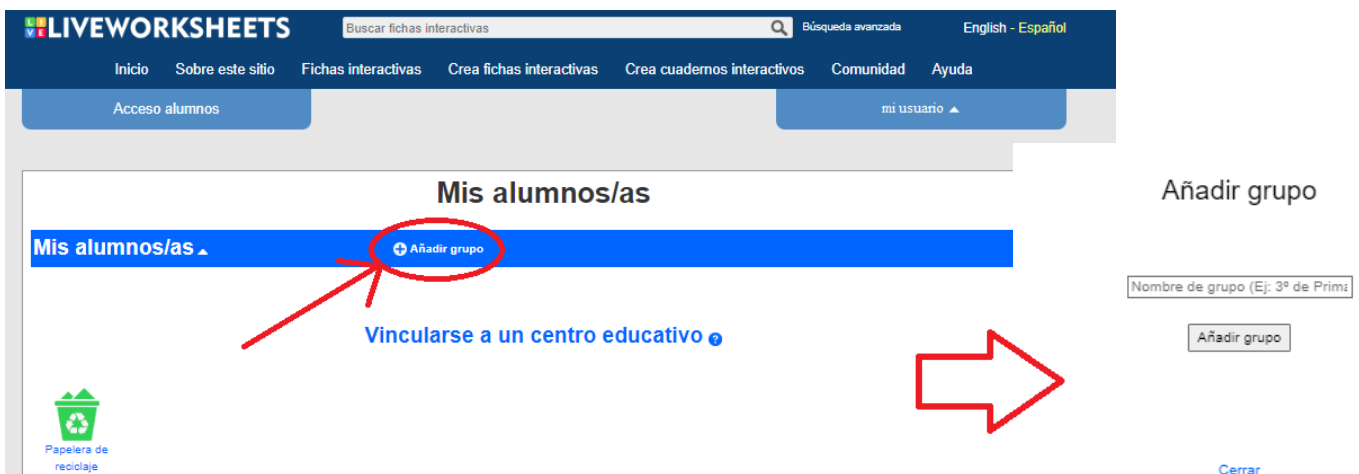 LIVEWORKSHEETS
Buscar fichas interactivas
Búsqueda avanzada
English - Español
Inicio Sobre este sitio Fichas interactivas Crea fichas interactivas Crea cuadernos interactivos Comunidad Ayuda
Acceso alumnos
mi usuario
Mis alumnos/as
Mis alumnos/as
Añadir grupo
Vincularse a un centro educativo
Papelera de
reciclaje
Añadir grupo
Nombre de grupo (Ej: 3º de Prima
Añadir grupo
Cerrar